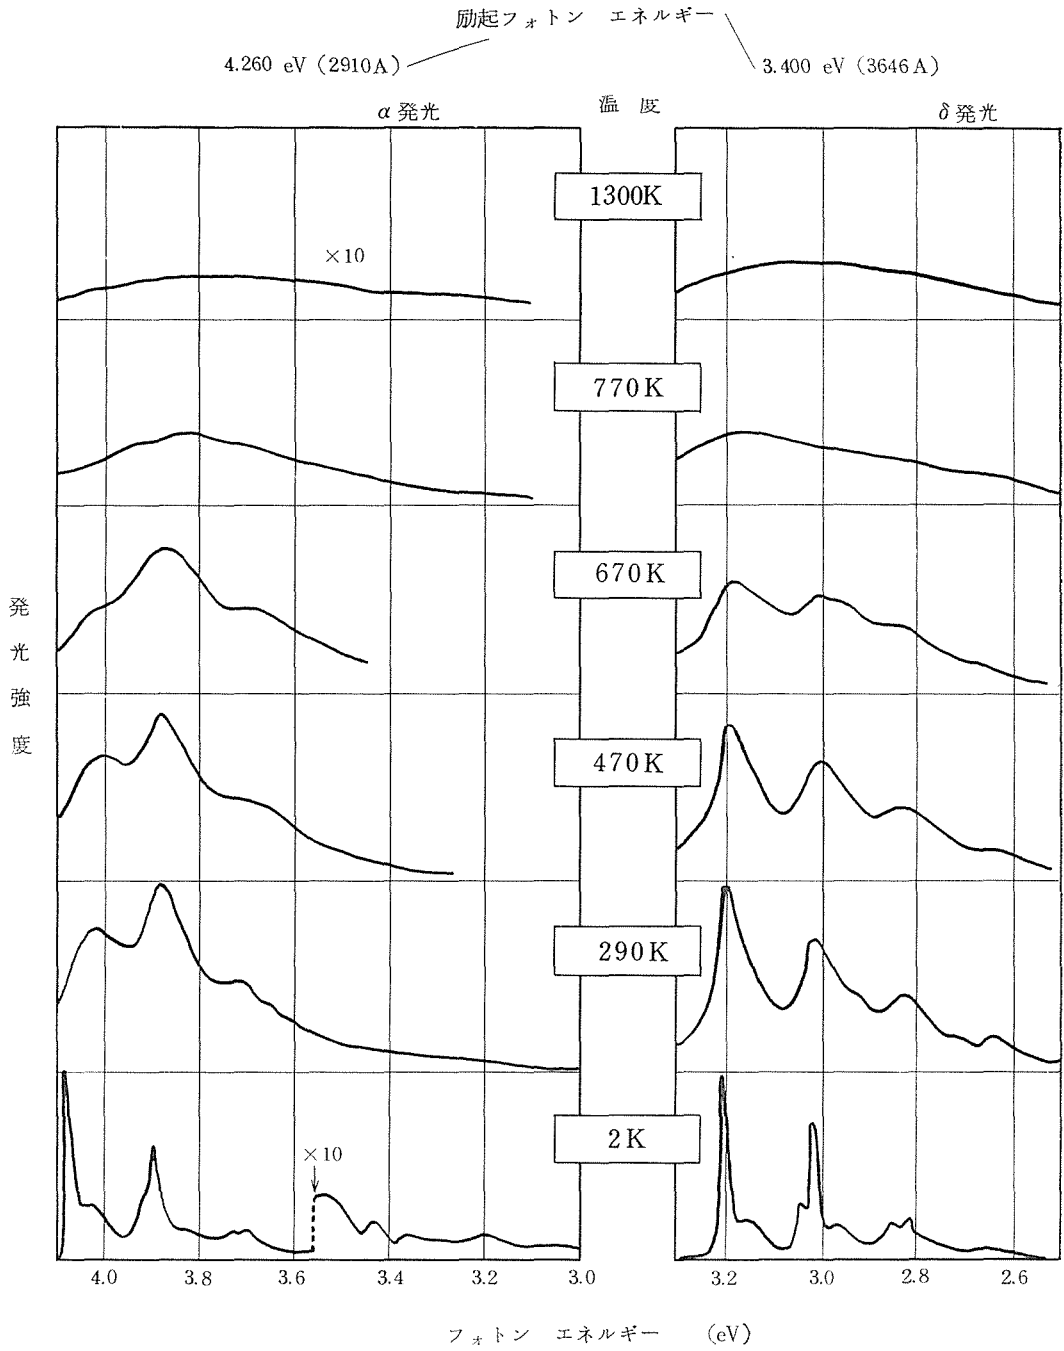 励起フォトン エネルギー
4.260 eV (2910A)
3.400 eV (3646A)
α発光
温度
δ発光
1300K
×10
770K
670K
発光強度
470K
290K
2K
×10
4.0 3.8 3.6 3.4 3.2 3.0
3.2 3.0 2.8 2.6
フォトン エネルギー (eV)